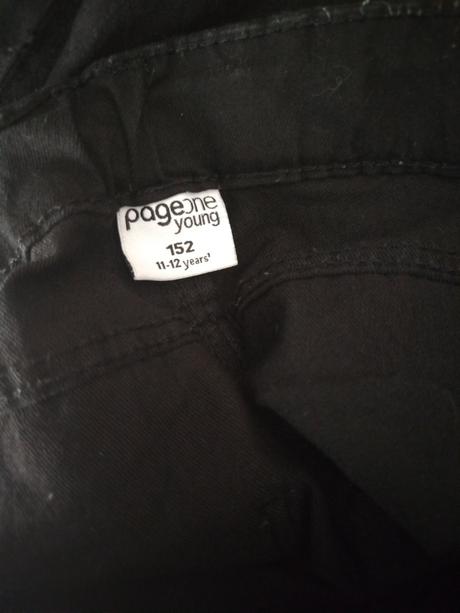 pageone
young
152
11-12 years'